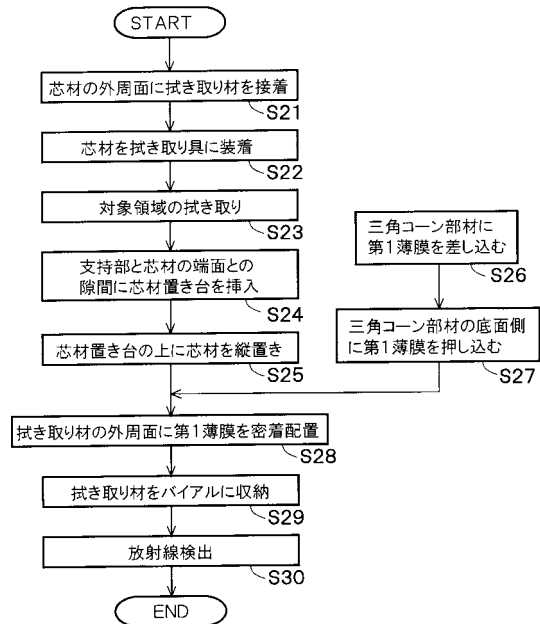 START
芯材の外周面に拭き取り材を接着
S21
芯材を拭き取り具に装着
S22
対象領域の拭き取り
S23
支持部と芯材の端面との
隙間に芯材置き台を挿入
S24
芯材置き台の上に芯材を縦置き
S25
三角コーン部材に
第1薄膜を差し込む
S26
三角コーン部材の底面側
に第1薄膜を押し込む
S27
拭き取り材の外周面に第1薄膜を密着配置
S28
拭き取り材をバイアルに収納
S29
放射線検出
S30
END